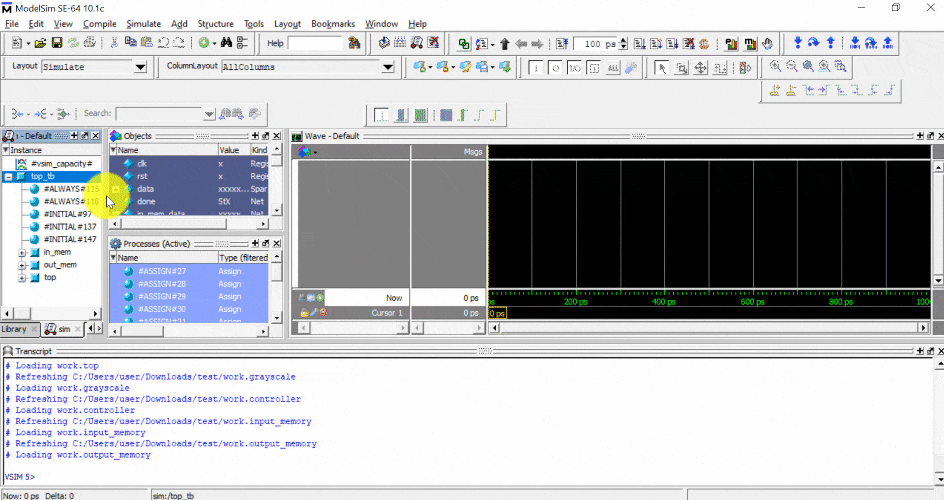 ModelSim SE-64 10.1c
File Edit View Compile Simulate Add Structure Tools Layout Bookmarks Window Help
Help
100 ps
Layout Simulate
ColumnLayout AllColumns
Search:
- Default
Instance
#vsim_capacity#
top_tb
#ALWAYS#115
#ALWAYS#118
#INITIAL#97
#INITIAL#137
#INITIAL#147
in_mem
out_mem
top
Library
sim
Objects
Name Value Kind
clk x Regis
rst x Regis
data xxxxx... Spar
done StX Net
in_mem_data xxxxx Net
Processes (Active)
Name Type (filtered
#ASSIGN#27 Assign
#ASSIGN#28 Assign
#ASSIGN#29 Assign
#ASSIGN#30 Assign
#ASSIGN#31 Assign
Wave - Default
Msgs
Now 0 ps
Cursor 1 0 ps
ps 200 ps 400 ps 600 ps 800 ps 100
0 ps
Transcript
# Loading work.top
# Refreshing C:/Users/user/Downloads/test/work.grayscale
# Loading work.grayscale
# Refreshing C:/Users/user/Downloads/test/work.controller
# Loading work.controller
# Refreshing C:/Users/user/Downloads/test/work.input_memory
# Loading work.input_memory
# Refreshing C:/Users/user/Downloads/test/work.output_memory
# Loading work.output_memory
VSIM 5>
Now: 0 ps Delta: 0
sim:/top_tb